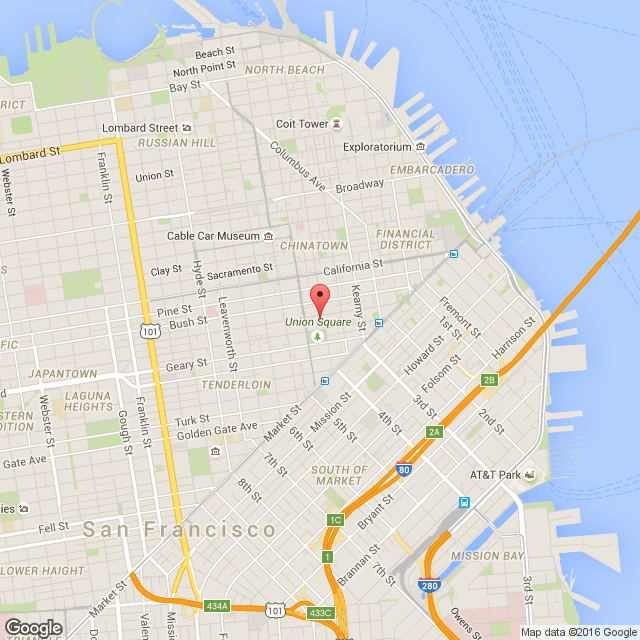 Beach St
North Point St
NORTH BEACH
Bay St
DISTRICT
Lombard Street
Coit Tower
RUSSIAN HILL
Exploratorium
Lombard St
Columbus Ave
Franklin St
Webster St
Union St
EMBARCADERO
Broadway
Cable Car Museum
CHINATOWN
FINANCIAL
DISTRICT
Clay St
Sacramento St
California St
Hyde St
Pine St
Bush St
Leavenworth St
Kearny St
Union Square
Fremont St
1st St
Harrison St
101
Howard St
Folsom St
Geary St
JAPANTOWN
TENDERLOIN
2B
LAGUNA
HEIGHTS
Webster St
Gough St
Franklin St
Turk St
Golden Gate Ave
Market St
Mission St
3rd St
4th St
2nd St
2A
5th St
6th St
7th St
Gate Ave
SOUTH OF
MARKET
80
AT&T Park
8th St
Fell St
San Francisco
1C
Bryant St
1
Brannan St
MISSION BAY
LOWER HEIGHT
Market St
7th St
280
3rd St
434A
101
433C
Owens St
Google
Map data ©2016 Google